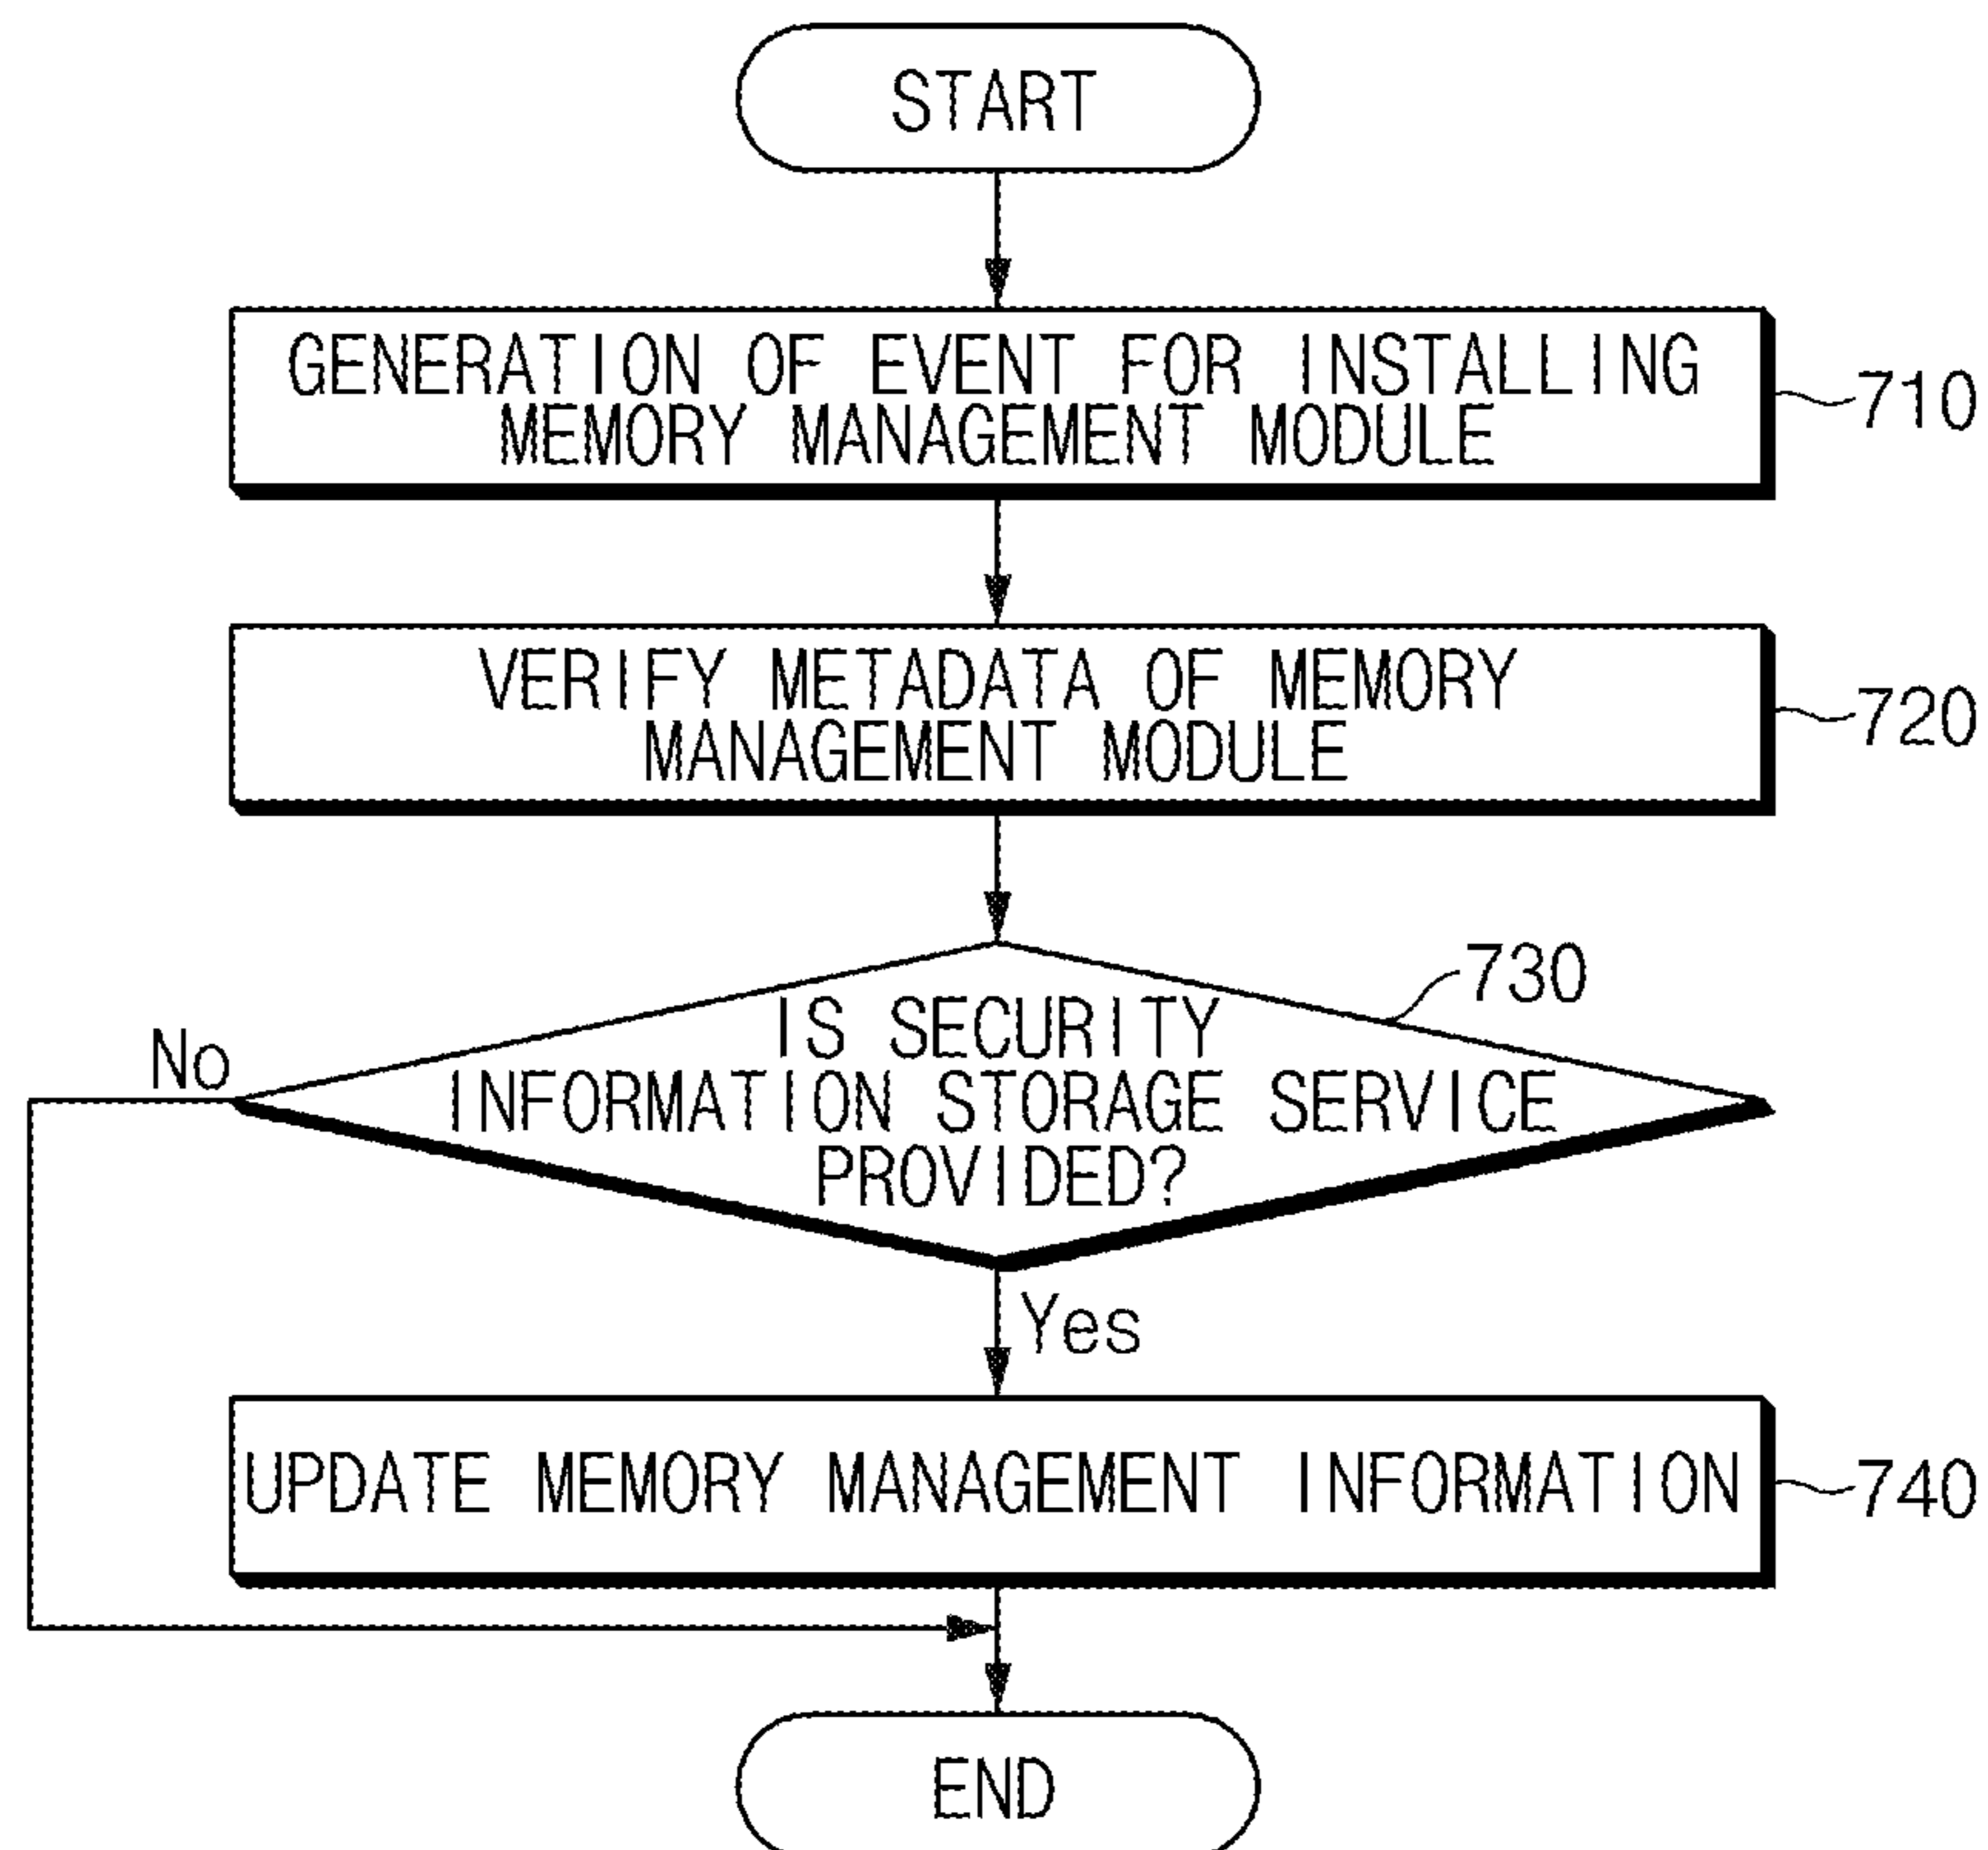 START
GENERATION OF EVENT FOR INSTALLING
MEMORY MANAGEMENT MODULE
710
VERIFY METADATA OF MEMORY
MANAGEMENT MODULE
720
730
IS SECURITY
INFORMATION STORAGE SERVICE
PROVIDED?
No
Yes
UPDATE MEMORY MANAGEMENT INFORMATION
740
END